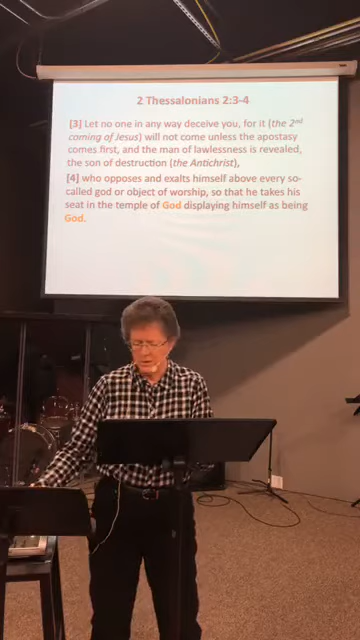 2 Thessalonians 2:3-4
[3] Let no one in any way deceive you, for it (the 2nd
coming of Jesus) will not come unless the apostasy
comes first, and the man of lawlessness is revealed,
the son of destruction (the Antichrist),
[4] who opposes and exalts himself above every so-
called god or object of worship, so that he takes his
seat in the temple of God displaying himself as being
God.